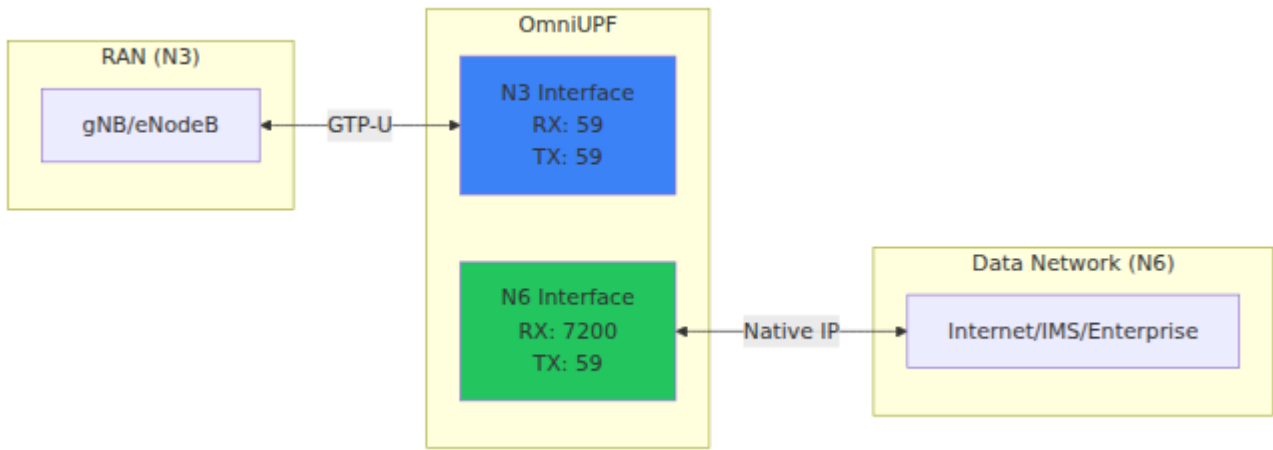 RAN (N3)
gNB/eNodeB
GTP-U
OmniUPF
N3 Interface
RX: 59
TX: 59
N6 Interface
RX: 7200
TX: 59
Native IP
Data Network (N6)
Internet/IMS/Enterprise